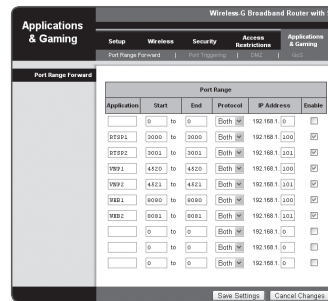 Wireless-G Broadband Router with
Applications
& Gaming
Setup Wireless Security Access Restrictions Applications & Gaming
Port Range Forward | Port Triggering | DMZ | QoS
Port Range Forward
Port Range
Application Start End Protocol IP Address Enable
0 to 0 Both 192.168.1. 0
RTSP1 3000 to 3000 Both 192.168.1. 100
RTSP2 3001 to 3001 Both 192.168.1. 101
VNP1 4520 to 4520 Both 192.168.1. 100
VNP2 4521 to 4521 Both 192.168.1. 101
WEB1 8080 to 8080 Both 192.168.1. 100
WEB2 8081 to 8081 Both 192.168.1. 101
0 to 0 Both 192.168.1. 0
0 to 0 Both 192.168.1. 0
0 to 0 Both 192.168.1. 0
Save Settings Cancel Changes